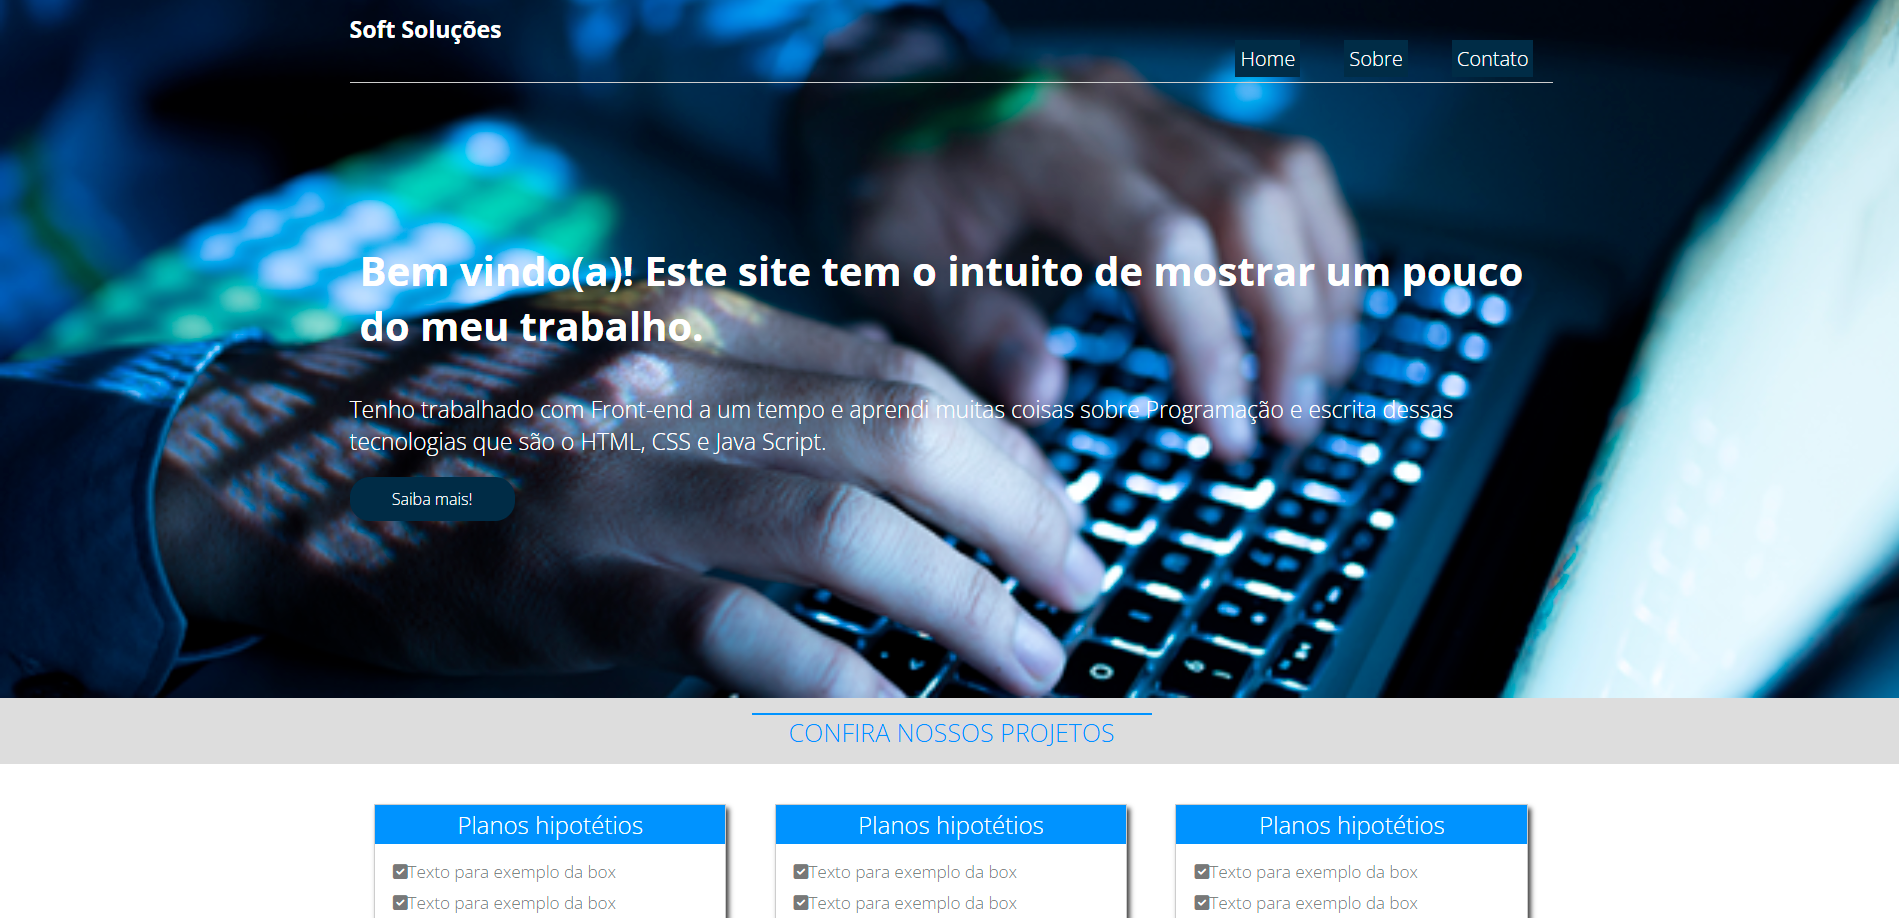 Soft Soluções
Home Sobre Contato
Bem vindo(a)! Este site tem o intuito de mostrar um pouco
do meu trabalho.
Tenho trabalhado com Front-end a um tempo e aprendi muitas coisas sobre Programação e escrita dessas
tecnologias que são o HTML, CSS e Java Script.
Saiba mais!
CONFIRA NOSSOS PROJETOS
Planos hipotétios Planos hipotétios Planos hipotétios
Texto para exemplo da box Texto para exemplo da box Texto para exemplo da box
Texto para exemplo da box Texto para exemplo da box Texto para exemplo da box